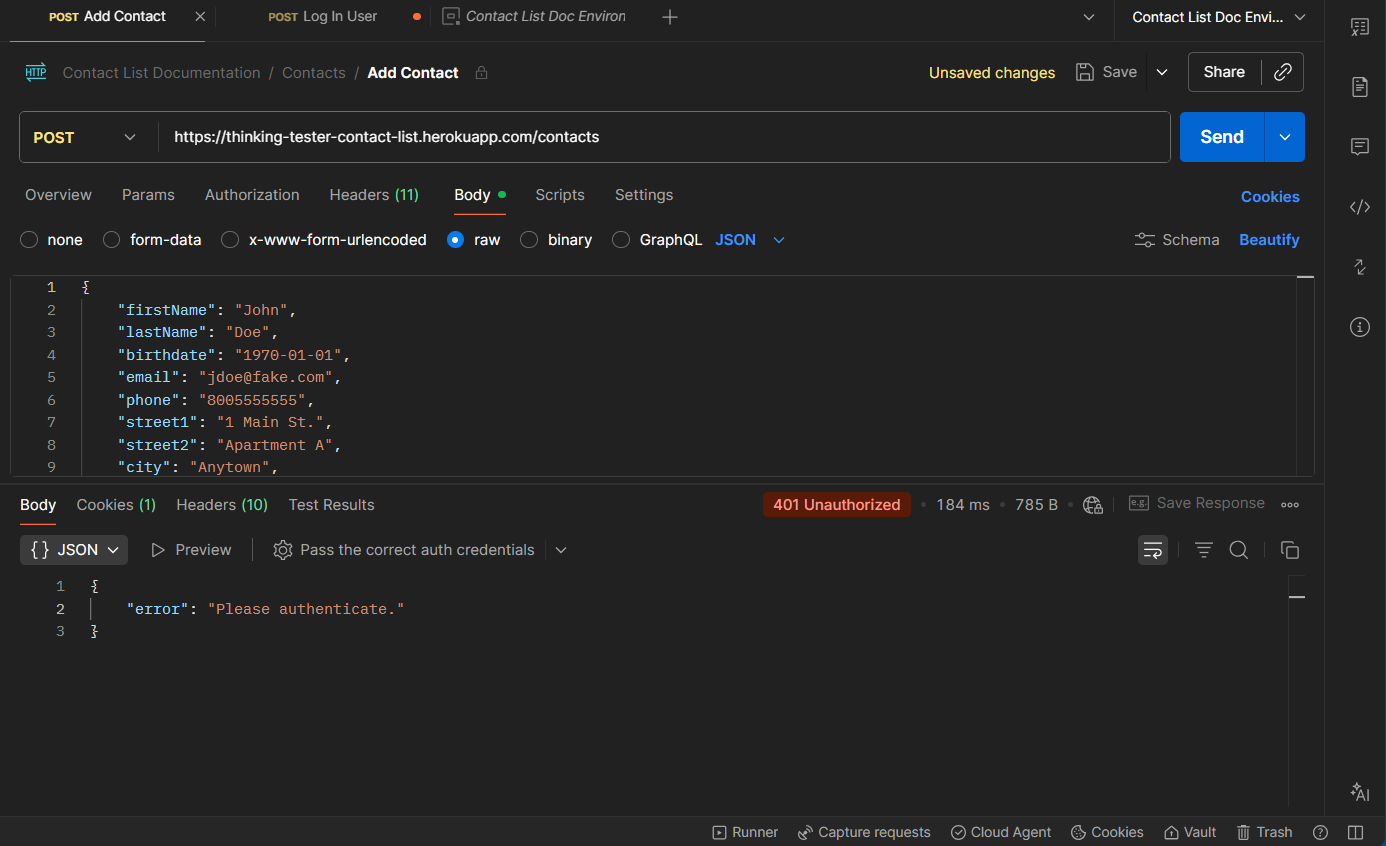 POST Add Contact
POST Log In User
Contact List Doc Environ
Contact List Doc Envi...
HTTP
Contact List Documentation / Contacts / Add Contact
Unsaved changes
Save
Share
POST
https://thinking-tester-contact-list.herokuapp.com/contacts
Send
Overview Params Authorization Headers (11) Body Scripts Settings
Cookies
none form-data x-www-form-urlencoded raw binary GraphQL JSON
Schema Beautify
1 {
2 "firstName": "John",
3 "lastName": "Doe",
4 "birthdate": "1970-01-01",
5 "email": "jdoe@fake.com",
6 "phone": "8005555555",
7 "street1": "1 Main St.",
8 "street2": "Apartment A",
9 "city": "Anytown",
Body Cookies (1) Headers (10) Test Results
401 Unauthorized • 184 ms • 785 B •
e.g. Save Response
{} JSON Preview Pass the correct auth credentials
1 {
2 "error": "Please authenticate."
3 }
AI
Runner Capture requests Cloud Agent Cookies Vault Trash